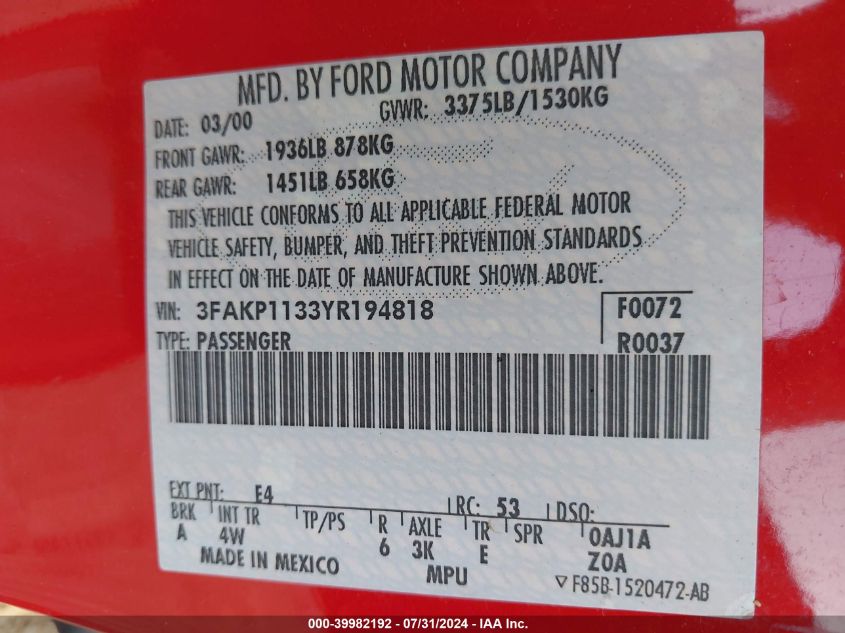 MFD. BY FORD MOTOR COMPANY
DATE: 03/00 GVWR: 3375LB/1530KG
FRONT GAWR: 1936LB 878KG
REAR GAWR: 1451LB 658KG
THIS VEHICLE CONFORMS TO ALL APPLICABLE FEDERAL MOTOR
VEHICLE SAFETY, BUMPER, AND THEFT PREVENTION STANDARDS
IN EFFECT ON THE DATE OF MANUFACTURE SHOWN ABOVE.
VIN: 3FAKP1133YR194818 F0072
TYPE: PASSENGER R0037
EXT PNT: E4 RC: 53 DSO:
BRK INT TR TP/PS R AXLE TR SPR 0AJ1A
A 4W 6 3K E Z0A
MADE IN MEXICO MPU ▽F85B-1520472-AB
000-39982192 - 07/31/2024 - IAA Inc.